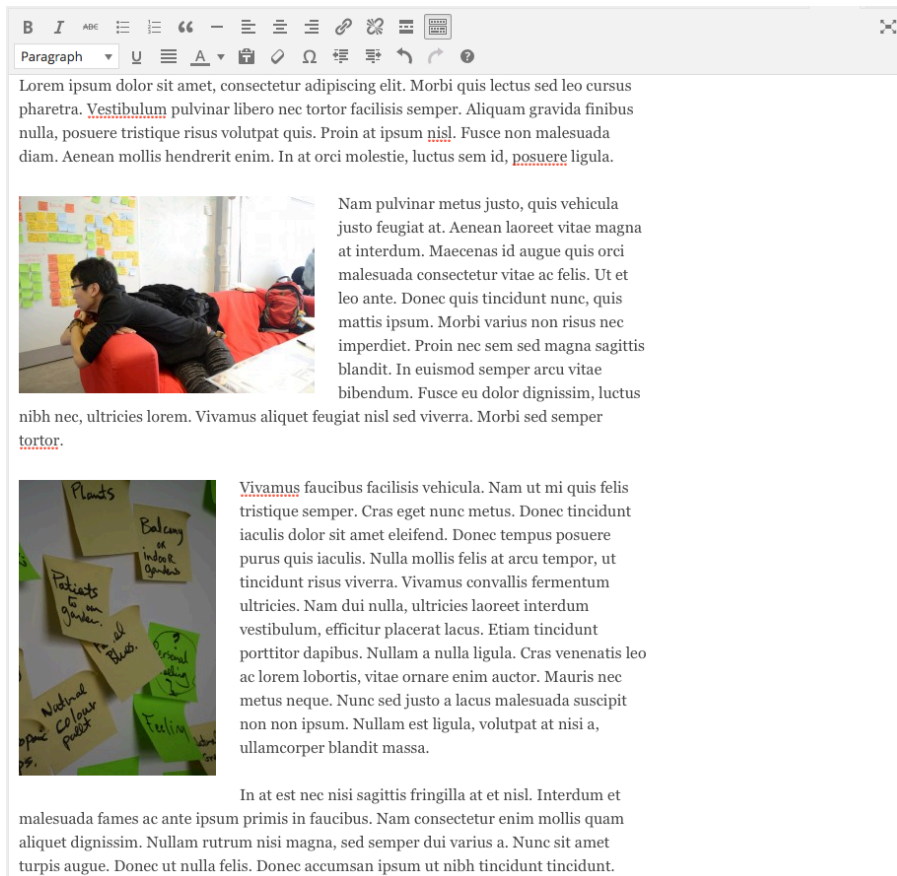 B I ABC
Paragraph U A Ω
Lorem ipsum dolor sit amet, consectetur adipiscing elit. Morbi quis lectus sed leo cursus
pharetra. Vestibulum pulvinar libero nec tortor facilisis semper. Aliquam gravida finibus
nulla, posuere tristique risus volutpat quis. Proin at ipsum nisl. Fusce non malesuada
diam. Aenean mollis hendrerit enim. In at orci molestie, luctus sem id, posuere ligula.
Nam pulvinar metus justo, quis vehicula
justo feugiat at. Aenean laoreet vitae magna
at interdum. Maecenas id augue quis orci
malesuada consectetur vitae ac felis. Ut et
leo ante. Donec quis tincidunt nunc, quis
mattis ipsum. Morbi varius non risus nec
imperdiet. Proin nec sem sed magna sagittis
blandit. In euismod semper arcu vitae
bibendum. Fusce eu dolor dignissim, luctus
nibh nec, ultricies lorem. Vivamus aliquet feugiat nisl sed viverra. Morbi sed semper
tortor.
Plants
Balcony
or
indoor
garden
Patients
to own
garden.
Blues.
Personal
Natural
Colour
pallt
Feeling
Vivamus faucibus facilisis vehicula. Nam ut mi quis felis
tristique semper. Cras eget nunc metus. Donec tincidunt
iaculis dolor sit amet eleifend. Donec tempus posuere
purus quis iaculis. Nulla mollis felis at arcu tempor, ut
tincidunt risus viverra. Vivamus convallis fermentum
ultricies. Nam dui nulla, ultricies laoreet interdum
vestibulum, efficitur placerat lacus. Etiam tincidunt
porttitor dapibus. Nullam a nulla ligula. Cras venenatis leo
ac lorem lobortis, vitae ornare enim auctor. Mauris nec
metus neque. Nunc sed justo a lacus malesuada suscipit
non non ipsum. Nullam est ligula, volutpat at nisi a,
ullamcorper blandit massa.
In at est nec nisi sagittis fringilla at et nisl. Interdum et
malesuada fames ac ante ipsum primis in faucibus. Nam consectetur enim mollis quam
aliquet dignissim. Nullam rutrum nisi magna, sed semper dui varius a. Nunc sit amet
turpis augue. Donec ut nulla felis. Donec accumsan ipsum ut nibh tincidunt tincidunt.